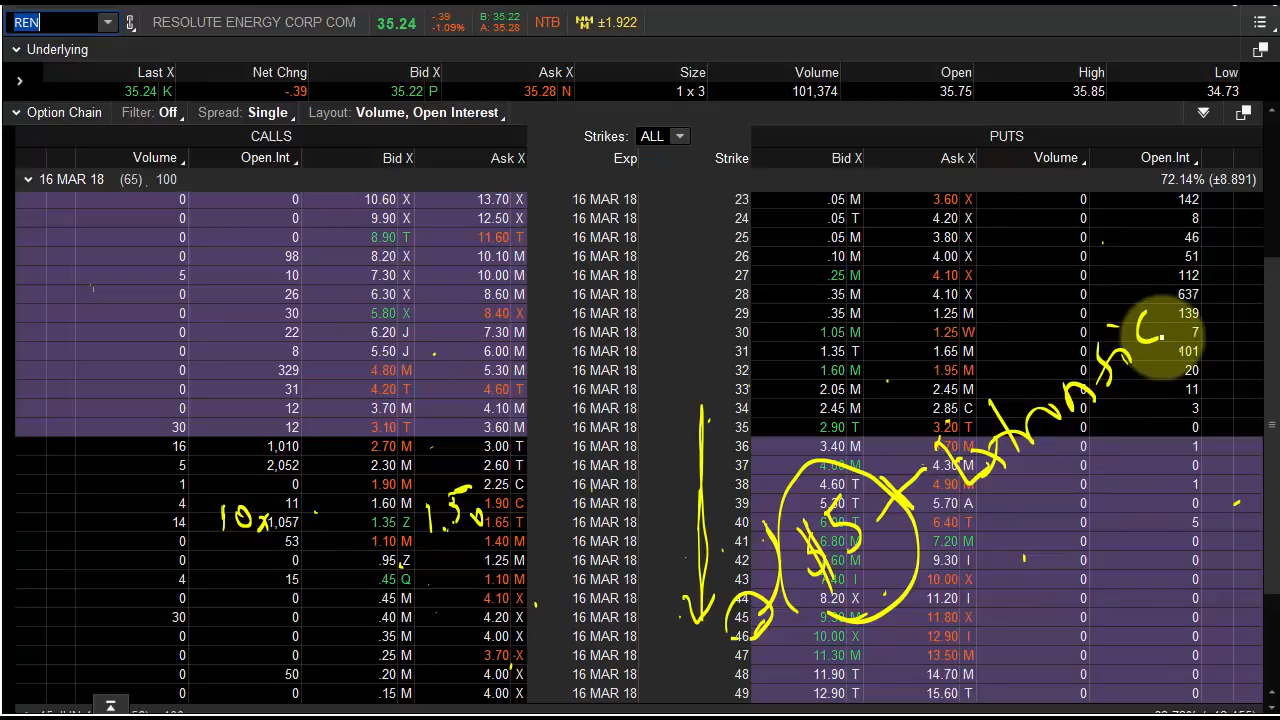 REN RESOLUTE ENERGY CORP COM 35.24 -.39 -1.09% B: 35.22 A: 35.28 NTB ±1.922
Underlying
Last X Net Chng Bid X Ask X Size Volume Open High Low
35.24 K -.39 35.22 P 35.28 N 1 x 3 101,374 35.75 35.85 34.73
Option Chain Filter: Off Spread: Single Layout: Volume, Open Interest
CALLS Strikes: ALL PUTS
Volume Open.Int Bid X Ask X Exp Strike Bid X Ask X Volume Open.Int
16 MAR 18 (65) 100 72.14% (±8.891)
0 0 10.60 X 13.70 X 16 MAR 18 23 .05 M 3.60 X 0 142
0 0 9.90 X 12.50 X 16 MAR 18 24 .05 T 4.20 X 0 8
0 0 8.90 T 11.60 T 16 MAR 18 25 .05 M 3.80 X 0 46
0 98 8.20 X 10.10 M 16 MAR 18 26 .10 M 4.00 X 0 51
5 10 7.30 X 10.00 M 16 MAR 18 27 .25 M 4.10 X 0 112
0 26 6.30 X 8.60 M 16 MAR 18 28 .35 M 4.10 X 0 637
0 30 5.80 X 8.40 X 16 MAR 18 29 .35 M 1.25 M 0 139
0 22 6.20 J 7.30 M 16 MAR 18 30 1.05 M 1.25 W 0 7
0 8 5.50 J 6.00 M 16 MAR 18 31 1.35 T 1.65 M 0 101
0 329 4.80 M 5.30 M 16 MAR 18 32 1.60 M 1.95 M 0 20
0 31 4.20 T 4.60 T 16 MAR 18 33 2.05 M 2.45 M 0 11
0 12 3.70 M 4.10 M 16 MAR 18 34 2.45 M 2.85 C 0 3
30 12 3.10 T 3.60 M 16 MAR 18 35 2.90 T 3.20 T 0 0
16 1,010 2.70 M 3.00 T 16 MAR 18 36 3.40 M 0 1
5 2,052 2.30 M 2.60 T 16 MAR 18 37 4.30 M 0 1
1 0 1.90 M 2.25 C 16 MAR 18 38 4.60 T 4.90 M 0 1
4 11 1.60 M 1.90 C 16 MAR 18 39 5.70 A 0 0
14 1,057 1.35 Z 1.65 T 16 MAR 18 40 6.40 T 0 5
0 53 1.10 M 1.40 M 16 MAR 18 41 6.80 M 7.20 M 0 0
0 0 .95 Z 1.25 M 16 MAR 18 42 9.30 I 0 0
4 15 .45 Q 1.10 M 16 MAR 18 43 10.00 X 0 0
0 0 .45 M 4.10 X 16 MAR 18 44 8.20 X 11.20 I 0 0
30 0 .40 M 4.20 X 16 MAR 18 45 11.80 X 0 0
0 0 .35 M 4.00 X 16 MAR 18 46 10.00 X 12.90 I 0 0
0 0 .25 M 3.70 X 16 MAR 18 47 11.30 M 13.50 M 0 0
0 50 .20 M 4.00 X 16 MAR 18 48 11.90 T 14.70 M 0 0
0 0 .15 M 4.00 X 16 MAR 18 49 12.90 T 15.60 T 0 0
10x
1.50
$5
Extrinsic